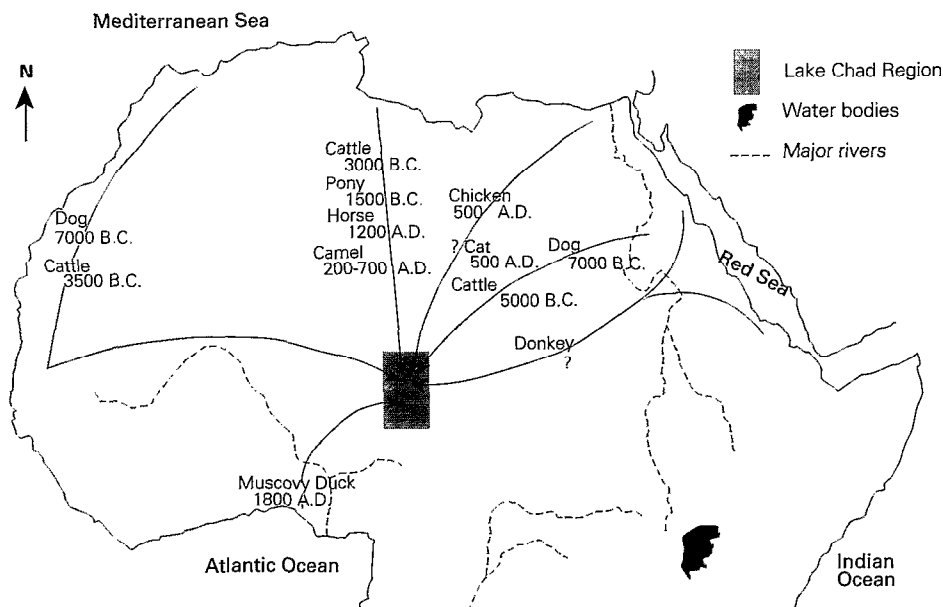 Mediterranean Sea
N
Lake Chad Region
Water bodies
Major rivers
Cattle
3000 B.C.
Pony
1500 B.C.
Horse
1200 A.D.
Camel
200-700 A.D.
Chicken
500 A.D.
? Cat
500 A.D.
Dog
7000 B.C.
Cattle
5000 B.C.
Dog
7000 B.C.
Cattle
3500 B.C.
Red Sea
Donkey
?
Muscovy Duck
1800 A.D.
Atlantic Ocean
Indian
Ocean